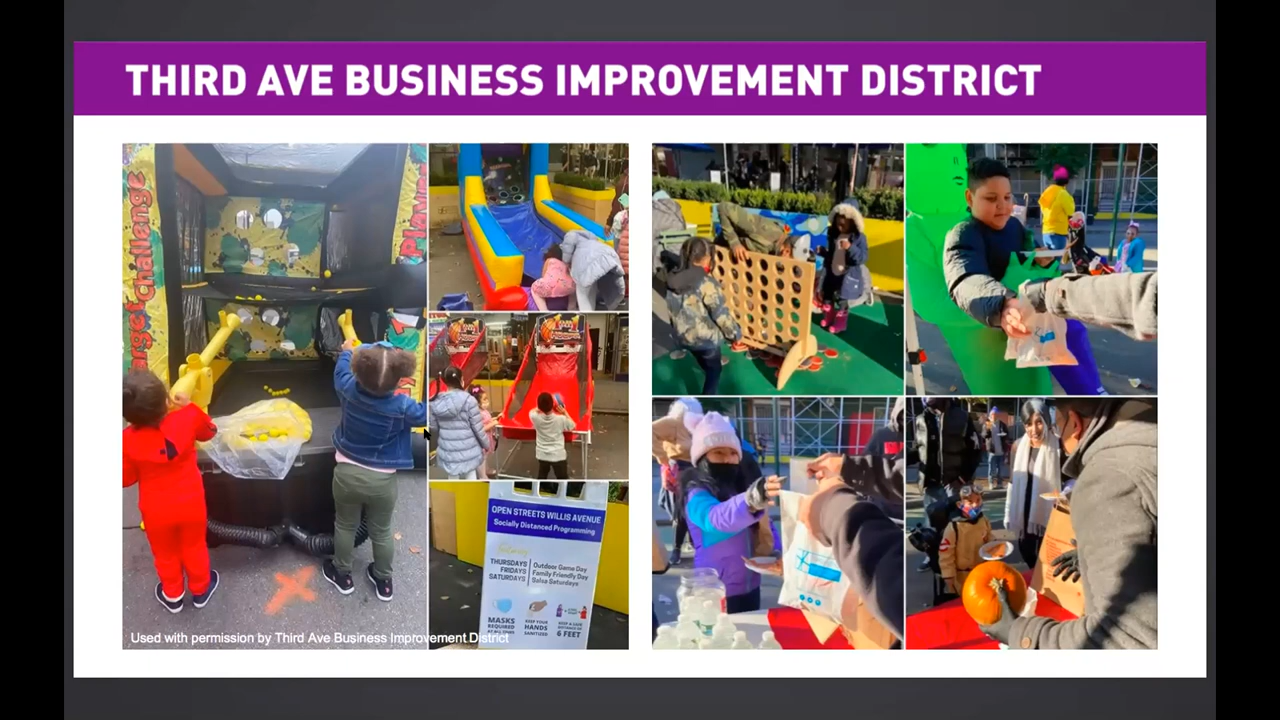 THIRD AVE BUSINESS IMPROVEMENT DISTRICT
Target Challenge
OPEN STREETS WILLIS AVENUE
Socially Distanced Programming
THURSDAYS
FRIDAYS
SATURDAYS
Outdoor Game Day
Family Friendly Day
Salsa Saturdays
MASKS
REQUIRED
KEEP YOUR
HANDS
SANITIZED
6 FEET
Used with permission by Third Ave Business Improvement District